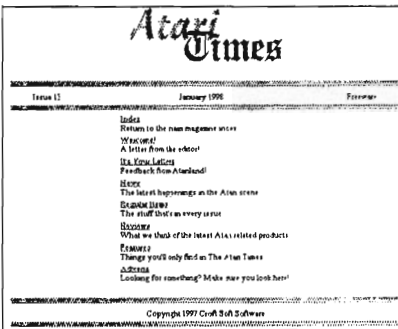 Atari
Times
Issue 13 January 1998 Freeware
Index
Return to the main magazine index
Welcome!
A letter from the editor!
It's Your Letters
Feedback from Atariland!
News
The latest happenings in the Atari scene
Regular Items
The stuff that's in every issue
Reviews
What we think of the latest Atari related products
Features
Things you'll only find in The Atari Times
Adverts
Looking for something? Make sure you look here!
Copyright 1997 Croft Soft Software